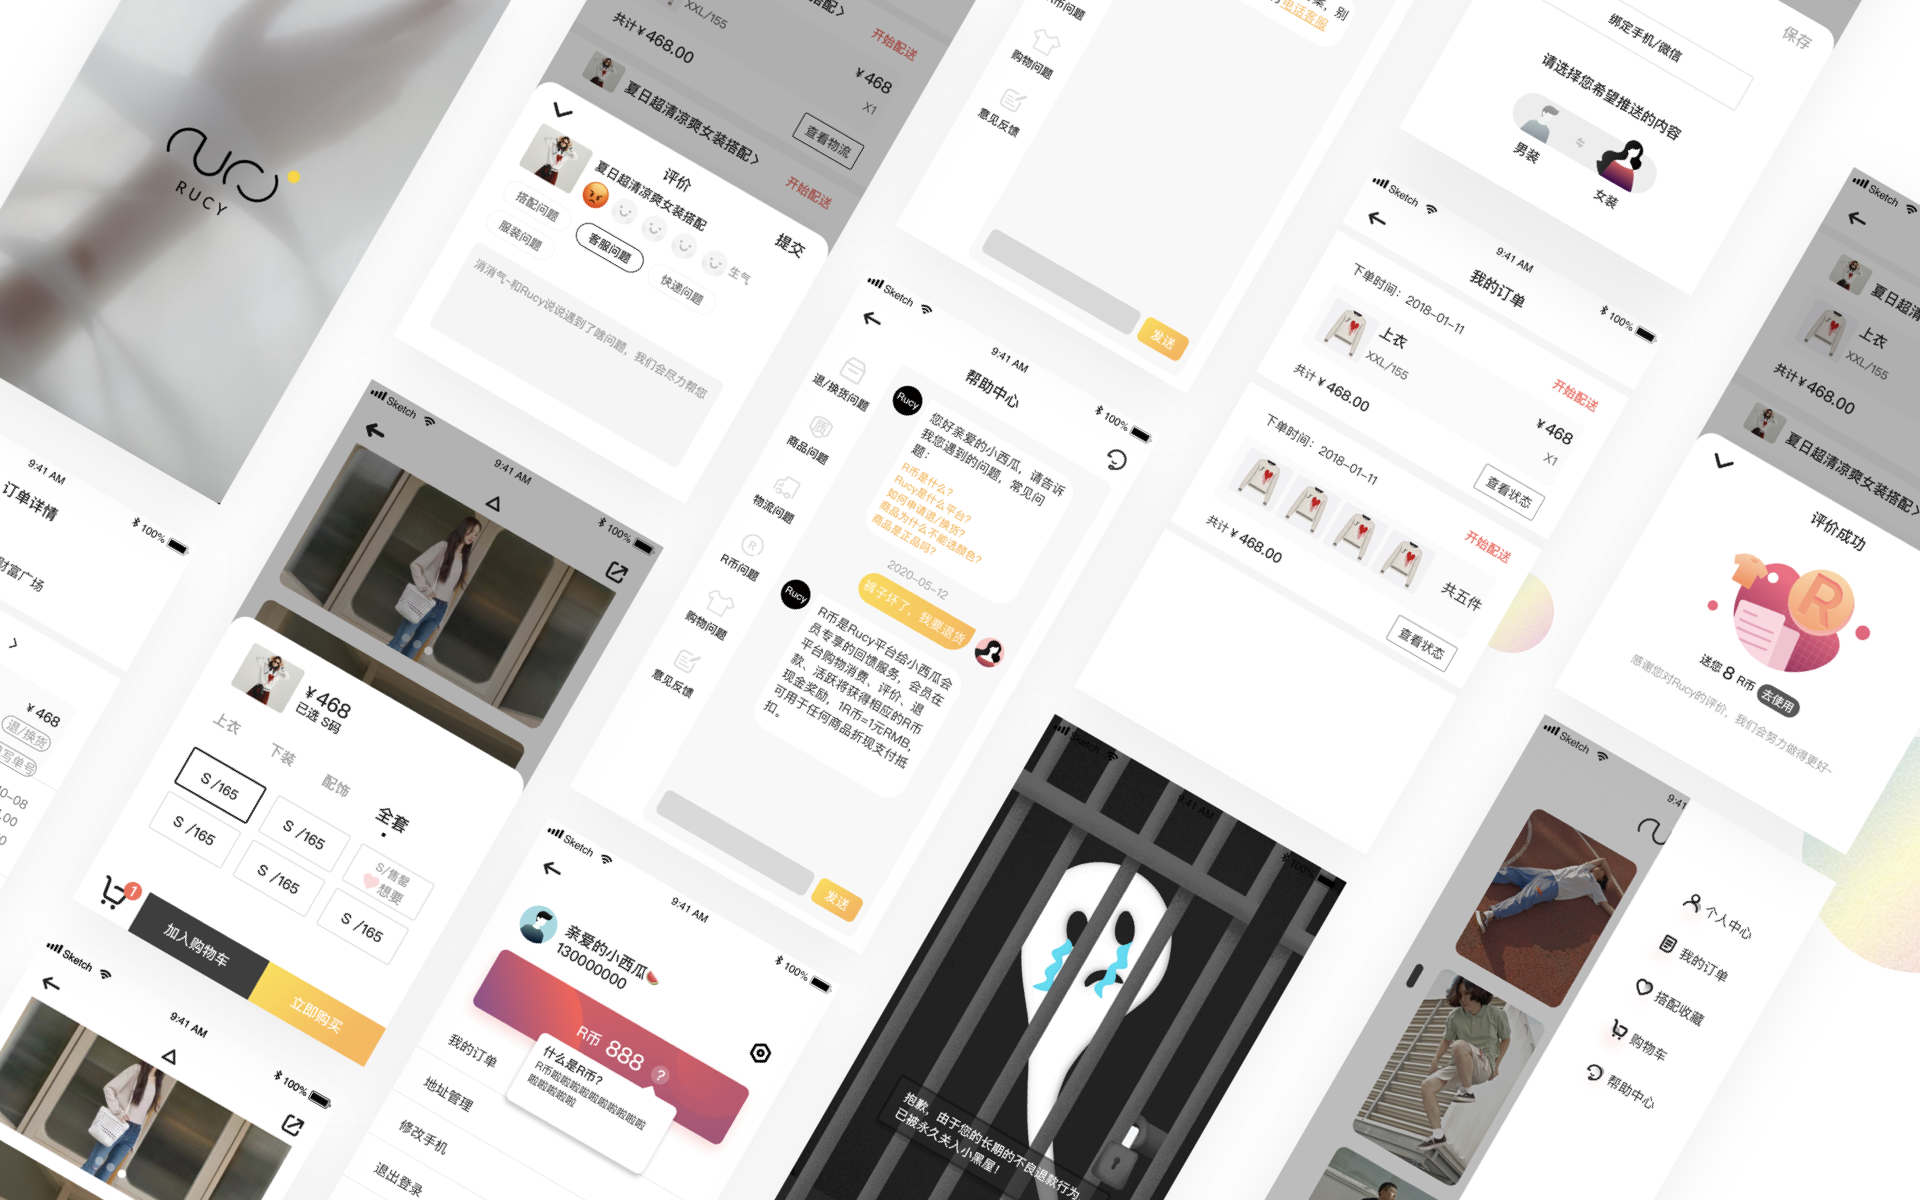 RUCY
9:41 AM
订单详情
100%
财富广场
¥ 468
退/换货
写单号
XXL/155
共计¥468.00
搭配>
开始配送
¥ 468
X1
夏日超清凉爽女装搭配>
查看物流
开始配送
评价
夏日超清凉爽女装搭配
提交
生气
搭配问题
服装问题
客服问题
快递问题
消消气~和Rucy说说遇到了啥问题，我们会尽力帮您
Sketch
9:41 AM
100%
¥468
已选 S码
上衣
下装
配饰
全套
S /165
S /165
S/售罄
想要
S /165
S /165
S /165
1
加入购物车
立即购买
Sketch
9:41 AM
100%
购物问题
意见反馈
电话客服
发送
Sketch
9:41 AM
100%
帮助中心
退/换货问题
商品问题
物流问题
R币问题
购物问题
意见反馈
Rucy
您好亲爱的小西瓜，请告诉
我您遇到的问题，常见问
题：
R币是什么?
Rucy是什么平台?
如何申请退/换货?
商品为什么不能选颜色?
商品是正品吗?
2020-05-12
裤子坏了，我要退货
Rucy
R币是Rucy平台给小西瓜会
员专享的回馈服务，会员在
平台购物消费、评价、退
款、活跃将获得相应的R币
现金奖励，1R币=1元RMB,
可用于任何商品折现支付抵
扣。
发送
Sketch
9:41 AM
100%
亲爱的小西瓜🍉
130000000
R币 888
?
什么是R币?
R币啦啦啦啦啦啦啦啦啦
啦啦啦啦
我的订单
地址管理
修改手机
退出登录
绑定手机/微信
保存
请选择您希望推送的内容
男装
女装
Sketch
9:41 AM
100%
我的订单
下单时间：2018-01-11
上衣
XXL/155
开始配送
共计¥468.00
¥ 468
X1
查看状态
下单时间：2018-01-11
开始配送
共五件
共计¥468.00
查看状态
9:41 AM
抱歉，由于您的长期的不良退款行为
已被永久关入小黑屋！
Sketch
夏日超清
上衣
XXL/155
共计¥468.00
夏日超清凉爽女装搭配>
评价成功
送您 8 R币
去使用
感谢您对Rucy的评价，我们会努力做得更好~
Sketch
9:41
个人中心
我的订单
搭配收藏
购物车
帮助中心